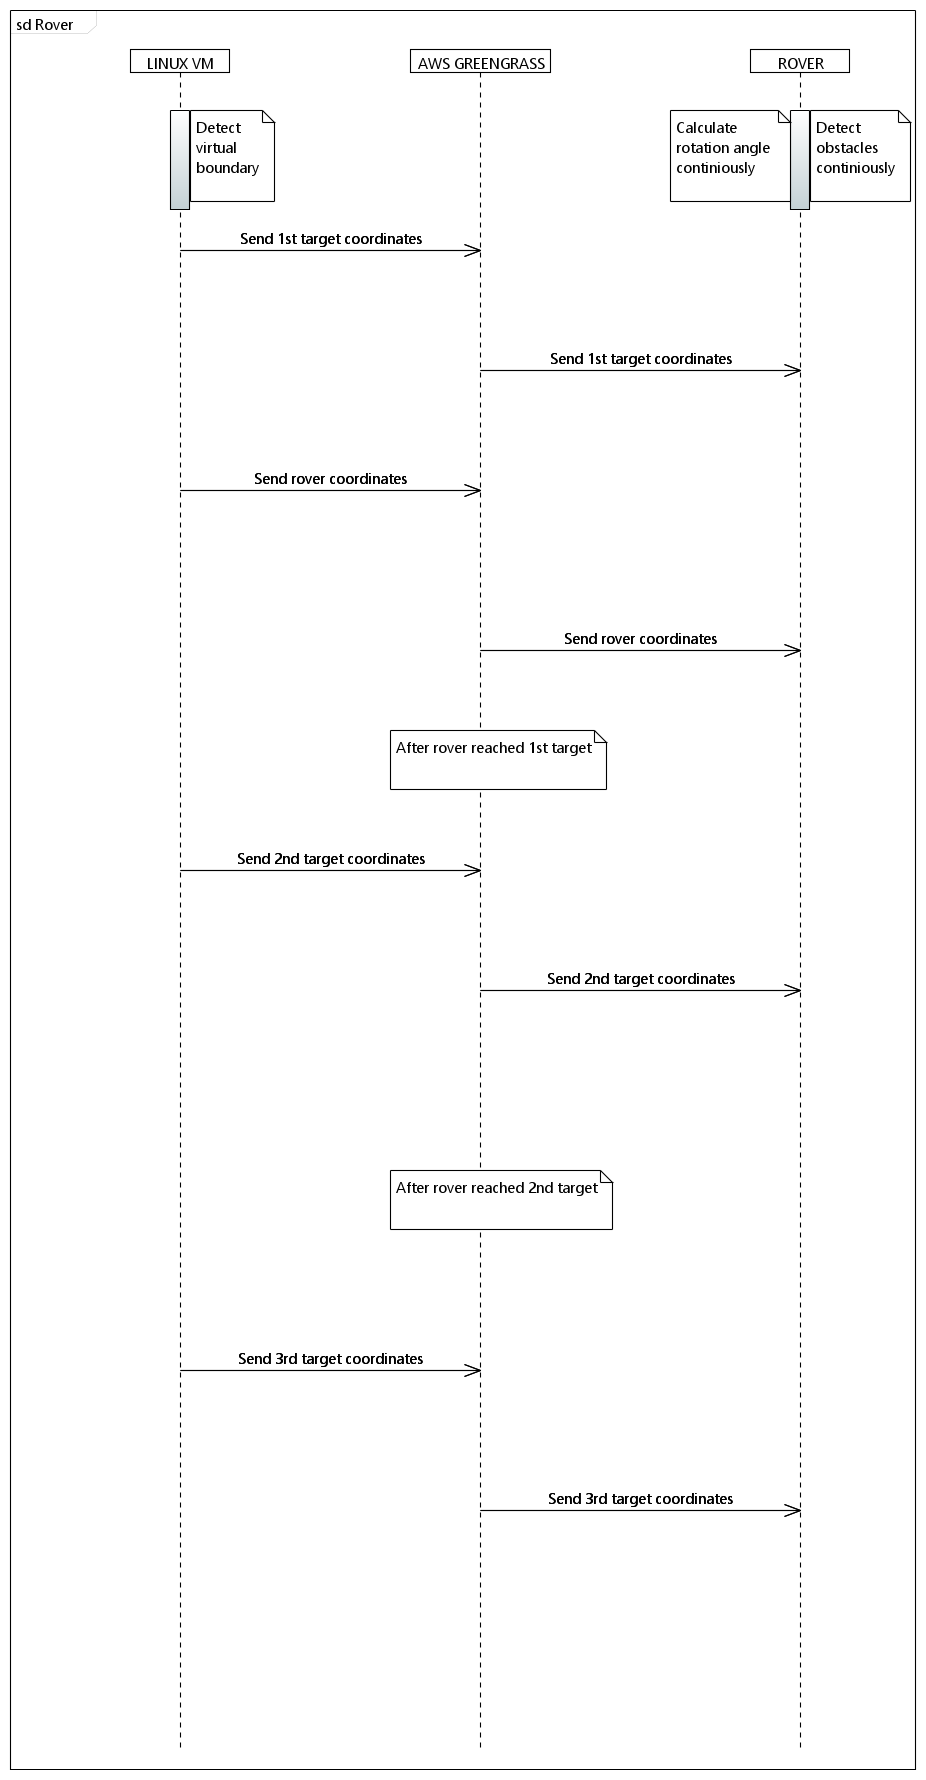 sd Rover
LINUX VM
AWS GREENGRASS
ROVER
Detect
virtual
boundary
Calculate
rotation angle
continiously
Detect
obstacles
continiously
Send 1st target coordinates
Send 1st target coordinates
Send rover coordinates
Send rover coordinates
After rover reached 1st target
Send 2nd target coordinates
Send 2nd target coordinates
After rover reached 2nd target
Send 3rd target coordinates
Send 3rd target coordinates